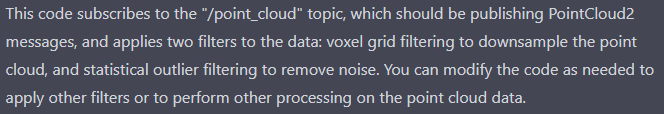 This code subscribes to the "/point_cloud" topic, which should be publishing PointCloud2
messages, and applies two filters to the data: voxel grid filtering to downsample the point
cloud, and statistical outlier filtering to remove noise. You can modify the code as needed to
apply other filters or to perform other processing on the point cloud data.